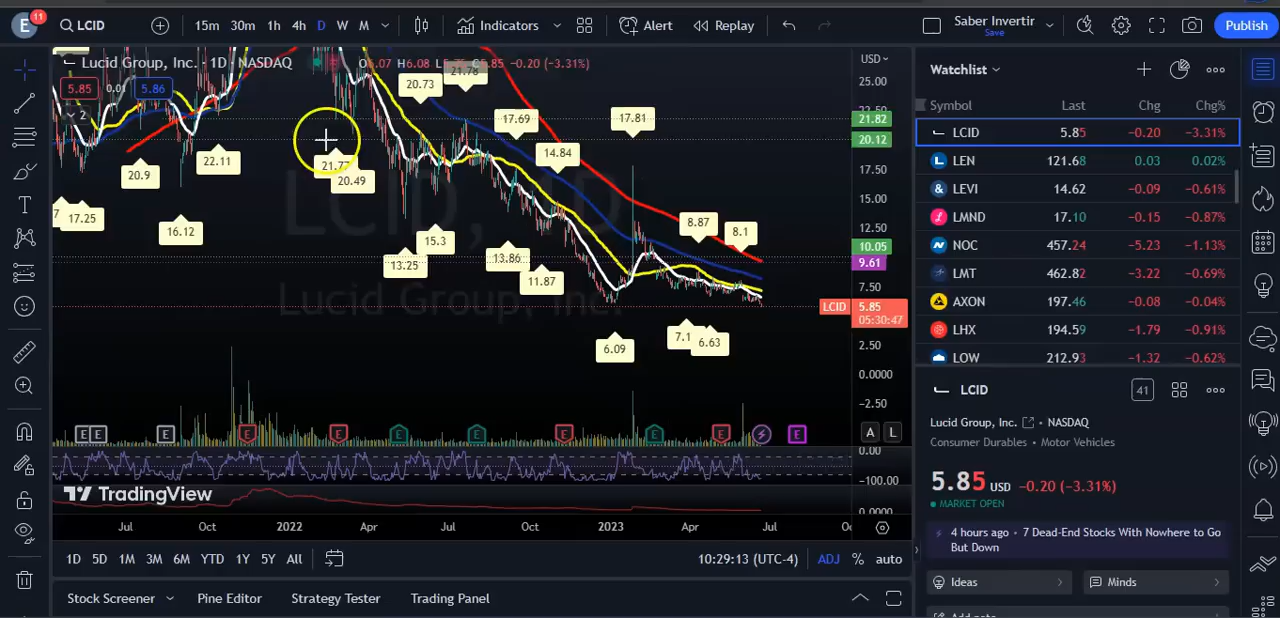 E 11 LCID 15m 30m 1h 4h D W M Indicators Alert Replay Saber Invertir Save Publish
Lucid Group, Inc. · 1D · NASDAQ O6.07 H6.08 C5.85 −0.20 (−3.31%)
5.85 0.01 5.86
2
USD
25.00
21.82
20.12
17.50
15.00
12.50
10.05
9.61
7.50
LCID 5.85
05:30:47
2.50
0.0000
−2.50
0.00
−100.00
0.0000
20.73
21.78
17.69
17.81
14.84
20.9
22.11
21.77
20.49
17.25
16.12
15.3
13.25
13.86
11.87
8.87
8.1
6.09
7.1
6.63
LCID, 1D
Lucid Group, Inc.
E E E E E E E E E E E
A L
TradingView
Jul Oct 2022 Apr Jul Oct 2023 Apr Jul
1D 5D 1M 3M 6M YTD 1Y 5Y All 10:29:13 (UTC-4) ADJ % auto
Stock Screener Pine Editor Strategy Tester Trading Panel
Watchlist
Symbol Last Chg Chg%
LCID 5.85 −0.20 −3.31%
LEN 121.68 0.03 0.02%
LEVI 14.62 −0.09 −0.61%
LMND 17.10 −0.15 −0.87%
NOC 457.24 −5.23 −1.13%
LMT 462.82 −3.22 −0.69%
AXON 197.46 −0.08 −0.04%
LHX 194.59 −1.79 −0.91%
LOW 212.93 −1.32 −0.62%
LCID 41
Lucid Group, Inc. • NASDAQ
Consumer Durables • Motor Vehicles
5.85 USD −0.20 (−3.31%)
MARKET OPEN
4 hours ago • 7 Dead-End Stocks With Nowhere to Go
But Down
Ideas Minds
Add note